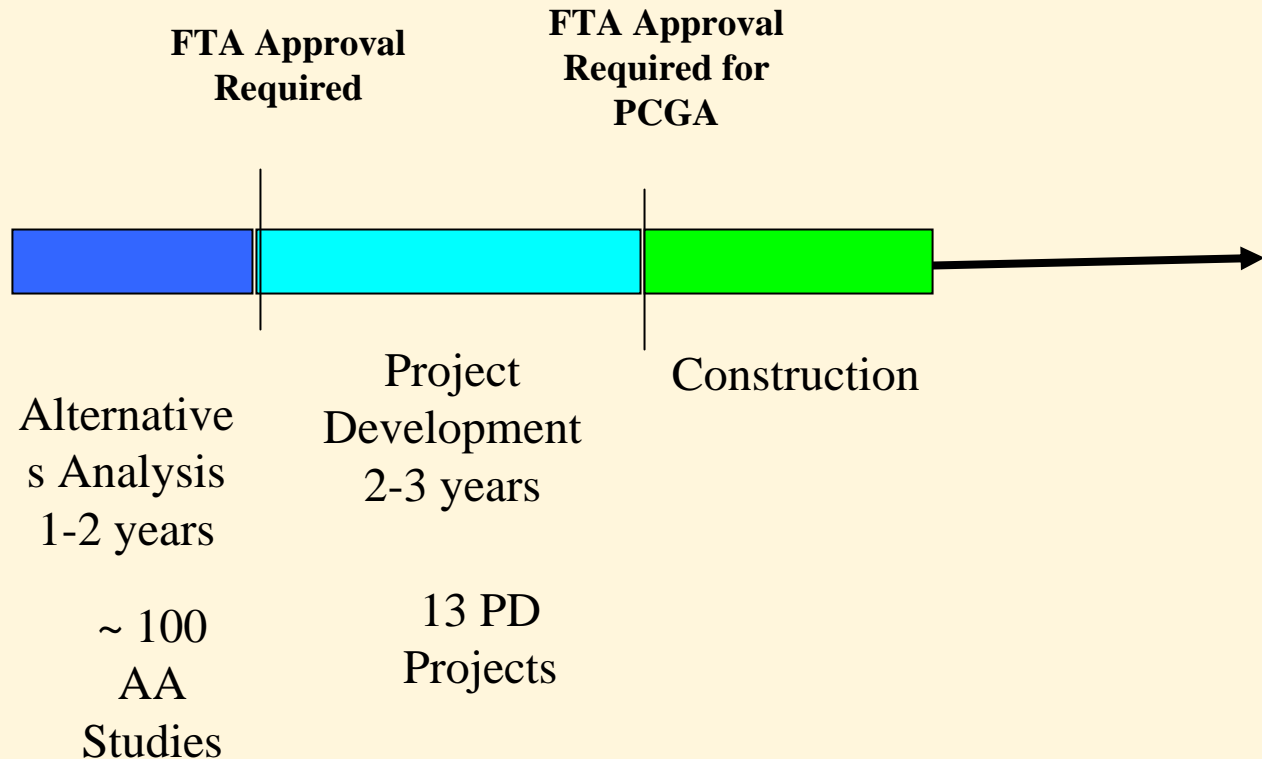 FTA Approval
Required
FTA Approval
Required for
PCGA
Alternative
s Analysis
1-2 years
~ 100
AA
Studies
Project
Development
2-3 years
13 PD
Projects
Construction